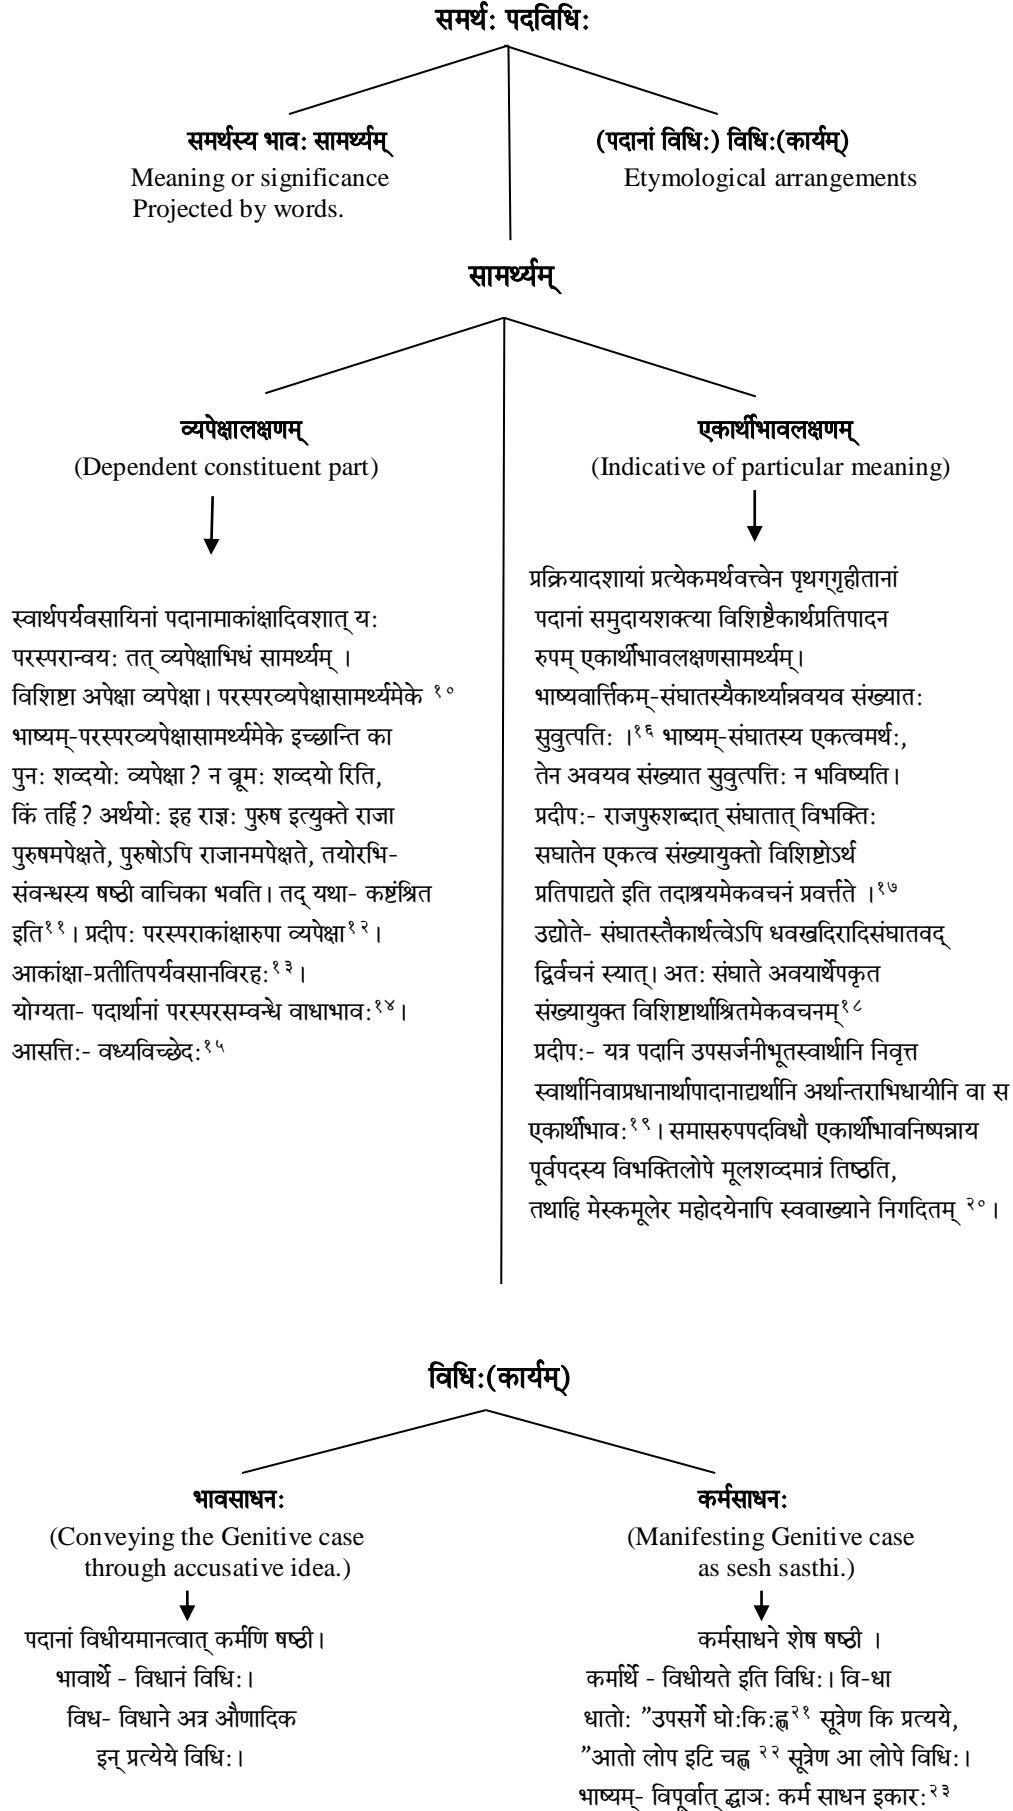 समर्थ: पदविधि:
समर्थस्य भाव: सामर्थ्यम्
Meaning or significance
Projected by words.
(पदानां विधि:) विधि:(कार्यम्)
Etymological arrangements
सामर्थ्यम्
व्यपेक्षालक्षणम्
(Dependent constituent part)
स्वार्थपर्यवसायिनां पदानामाकांक्षादिवशात् य:
परस्परान्वय: तत् व्यपेक्षाभिधं सामर्थ्यम् ।
विशिष्टा अपेक्षा व्यपेक्षा। परस्परव्यपेक्षासामर्थ्यमेके १०
भाष्यम्-परस्परव्यपेक्षासामर्थ्यमेके इच्छान्ति का
पुन: शव्दयो: व्यपेक्षा ? न व्रूम: शव्दयो रिति,
किं तर्हि ? अर्थयो: इह राज्ञ: पुरुष इत्युक्ते राजा
पुरुषमपेक्षते, पुरुषोऽपि राजानमपेक्षते, तयोरभि-
संवन्धस्य षष्ठी वाचिका भवति। तद् यथा- कष्टंश्रित
इति११। प्रदीप: परस्पराकांक्षारुपा व्यपेक्षा१२।
आकांक्षा-प्रतीतिपर्यवसानविरह:१३।
योग्यता- पदार्थानां परस्परसम्वन्धे वाधाभाव:१४।
आसत्ति:- वध्यविच्छेद:१५
एकार्थीभावलक्षणम्
(Indicative of particular meaning)
प्रक्रियादशायां प्रत्येकमर्थवत्त्वेन पृथग्गृहीतानां
पदानां समुदायशक्त्या विशिष्टैकार्थप्रतिपादन
रुपम् एकार्थीभावलक्षणसामर्थ्यम्।
भाष्यवार्त्तिकम्-संघातस्यैकार्थ्यान्नवयव संख्यात:
सुवुत्पति: ।१६ भाष्यम्-संघातस्य एकत्वमर्थ:,
तेन अवयव संख्यात सुवुत्पत्ति: न भविष्यति।
प्रदीप:- राजपुरुशब्दात् संघातात् विभक्ति:
सघातेन एकत्व संख्यायुक्तो विशिष्टोऽर्थ
प्रतिपाद्यते इति तदाश्रयमेकवचनं प्रवर्त्तते ।१७
उद्योते- संघातस्तैकार्थत्वेऽपि धवखदिरादिसंघातवद्
द्विर्वचनं स्यात्। अत: संघाते अवयार्थेपकृत
संख्यायुक्त विशिष्टार्थाश्रितमेकवचनम्१८
प्रदीप:- यत्र पदानि उपसर्जनीभूतस्वार्थानि निवृत्त
स्वार्थानिवाप्रधानार्थापादानाद्यर्थानि अर्थान्तराभिधायीनि वा स
एकार्थीभाव:१९। समासरुपपदविधौ एकार्थीभावनिष्पन्नाय
पूर्वपदस्य विभक्तिलोपे मूलशव्दमात्रं तिष्ठति,
तथाहि मेस्कमूलेर महोदयेनापि स्ववाख्याने निगदितम् २०।
विधि:(कार्यम्)
भावसाधन:
(Conveying the Genitive case
through accusative idea.)
पदानां विधीयमानत्वात् कर्मणि षष्ठी।
भावार्थे - विधानं विधि:।
विध- विधाने अत्र औणादिक
इन् प्रत्येये विधि:।
कर्मसाधन:
(Manifesting Genitive case
as sesh sasthi.)
कर्मसाधने शेष षष्ठी ।
कर्मार्थे - विधीयते इति विधि:। वि-धा
धातो: ”उपसर्गे घो:कि:ह्ल२१ सूत्रेण कि प्रत्यये,
”आतो लोप इटि चह्ल २२ सूत्रेण आ लोपे विधि:।
भाष्यम्- विपूर्वात् द्धाञ: कर्म साधन इकार:२३